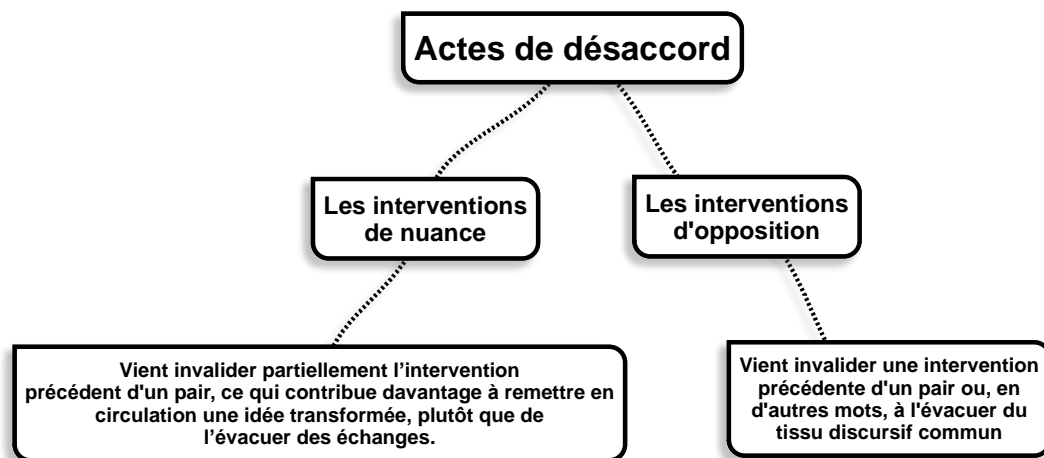 Actes de désaccord
Les interventions
de nuance
Les interventions
d'opposition
Vient invalider partiellement l’intervention
précédent d'un pair, ce qui contribue davantage à remettre en
circulation une idée transformée, plutôt que de
l’évacuer des échanges.
Vient invalider une intervention
précédente d'un pair ou, en
d'autres mots, à l'évacuer du
tissu discursif commun